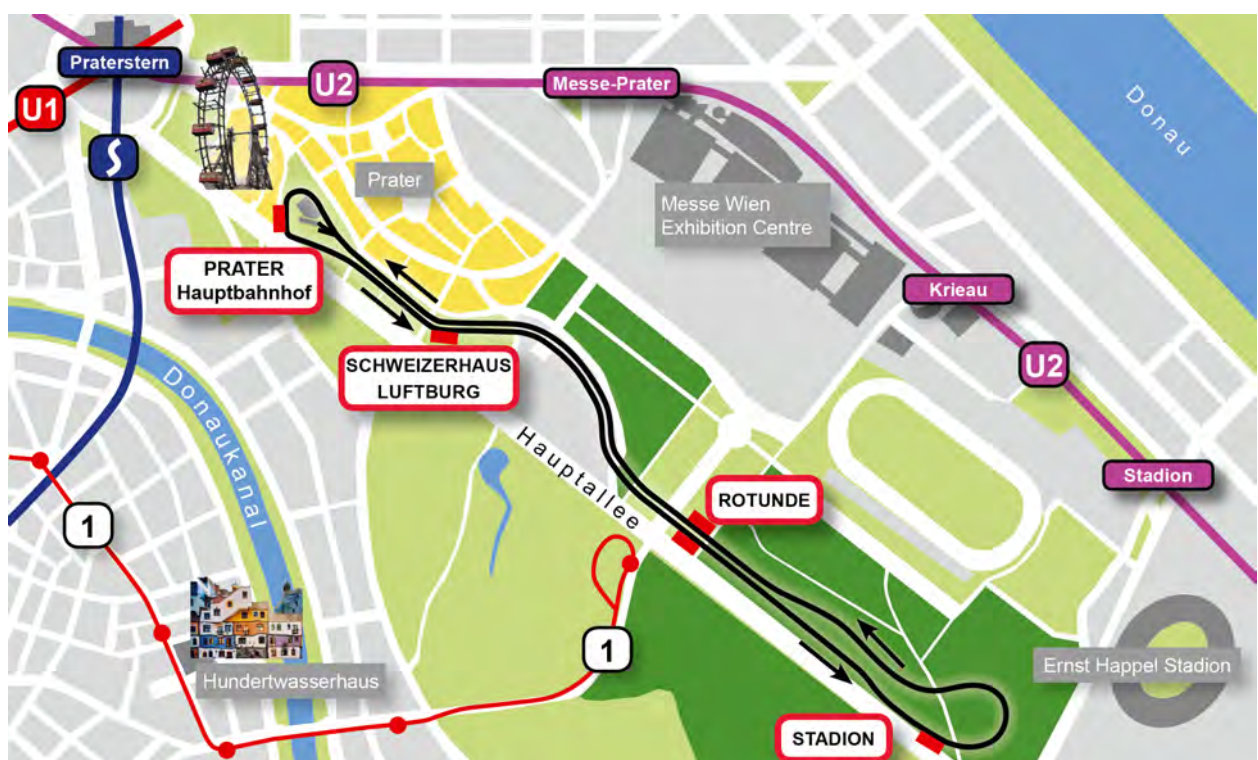 Praterstern
U1
S
U2
Messe-Prater
Donau
Prater
Messe Wien
Exhibition Centre
PRATER
Hauptbahnhof
Krieau
U2
SCHWEIZERHAUS
LUFTBURG
Donaukanal
Hauptallee
Stadion
ROTUNDE
1
1
Hundertwasserhaus
Ernst Happel Stadion
STADION